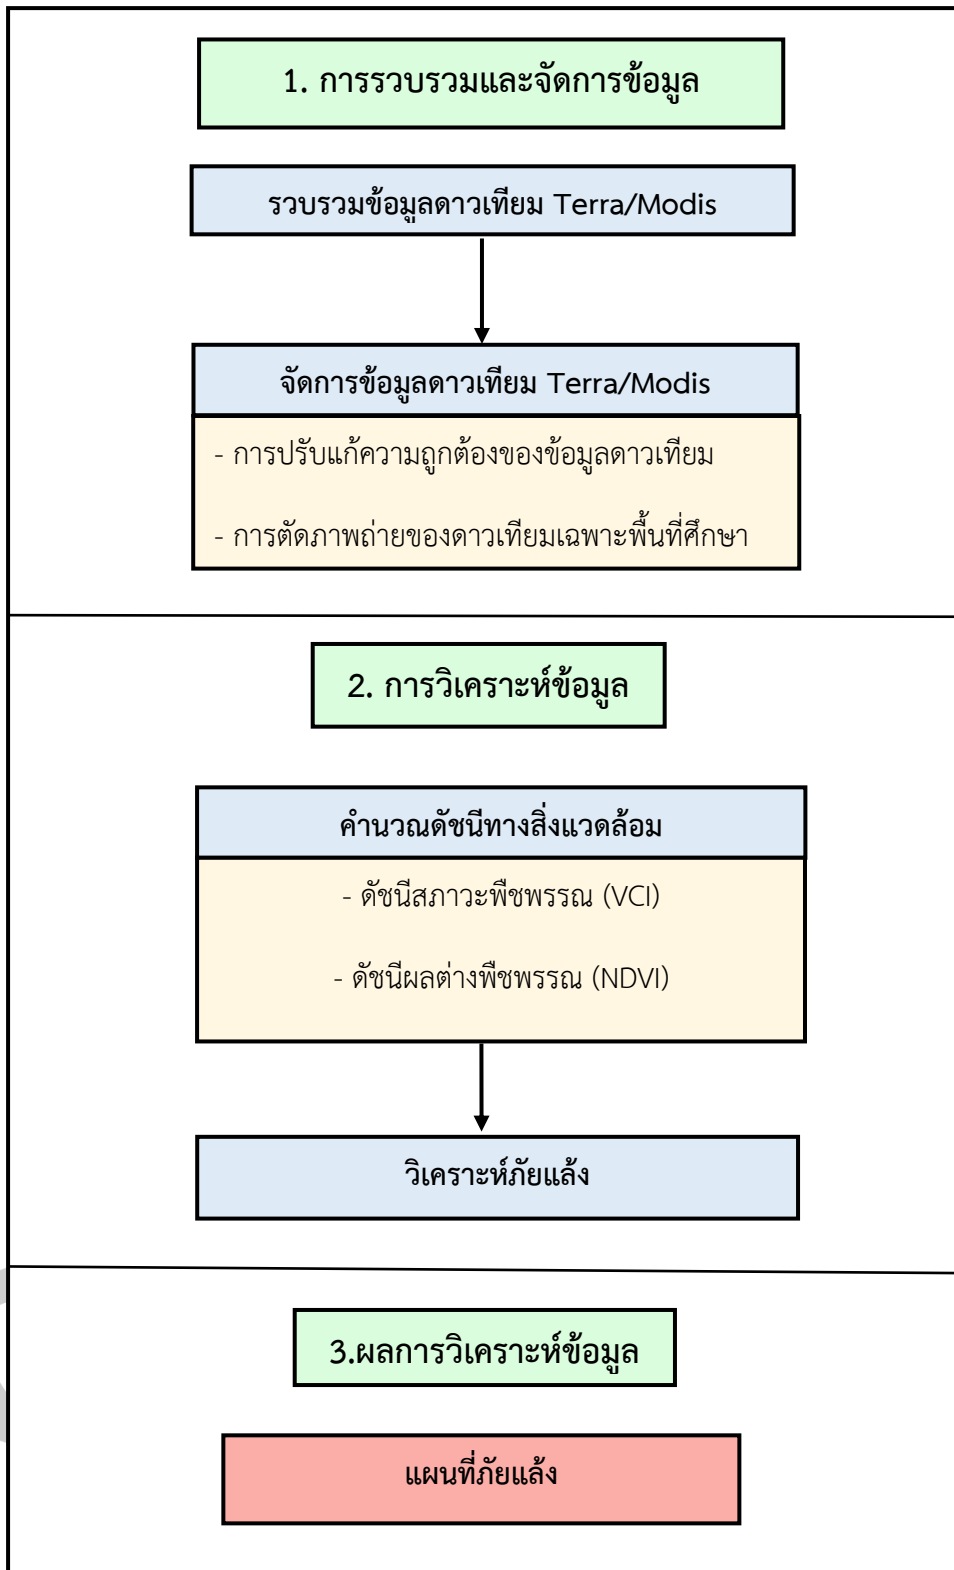 1. การรวบรวมและจัดการข้อมูล
รวบรวมข้อมูลดาวเทียม Terra/Modis
จัดการข้อมูลดาวเทียม Terra/Modis
- การปรับแก้ความถูกต้องของข้อมูลดาวเทียม
- การตัดภาพถ่ายของดาวเทียมเฉพาะพื้นที่ศึกษา
2. การวิเคราะห์ข้อมูล
คำนวณดัชนีทางสิ่งแวดล้อม
- ดัชนีสภาวะพืชพรรณ (VCI)
- ดัชนีผลต่างพืชพรรณ (NDVI)
วิเคราะห์ภัยแล้ง
3.ผลการวิเคราะห์ข้อมูล
แผนที่ภัยแล้ง